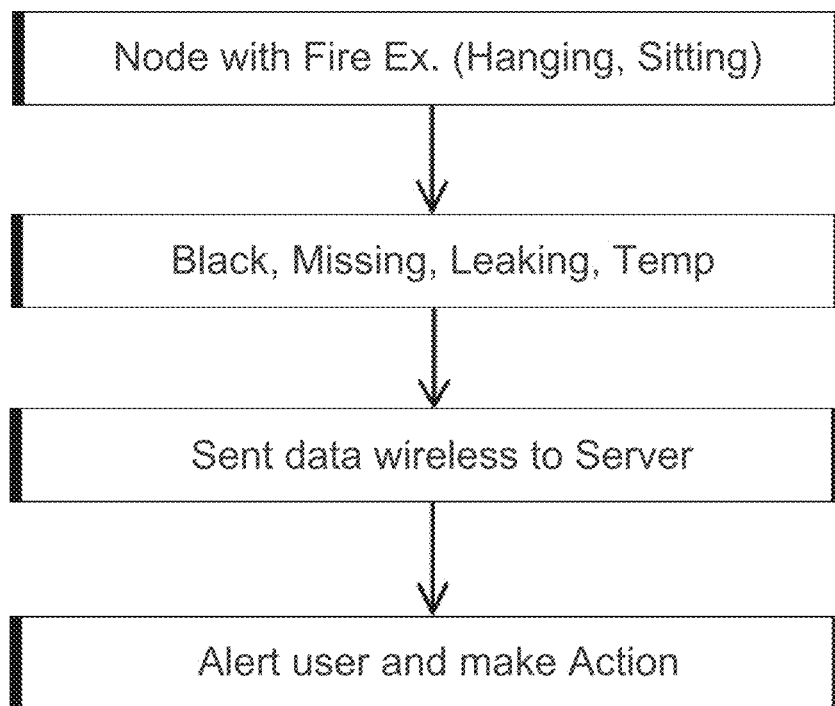 Node with Fire Ex. (Hanging, Sitting)
Black, Missing, Leaking, Temp
Sent data wireless to Server
Alert user and make Action